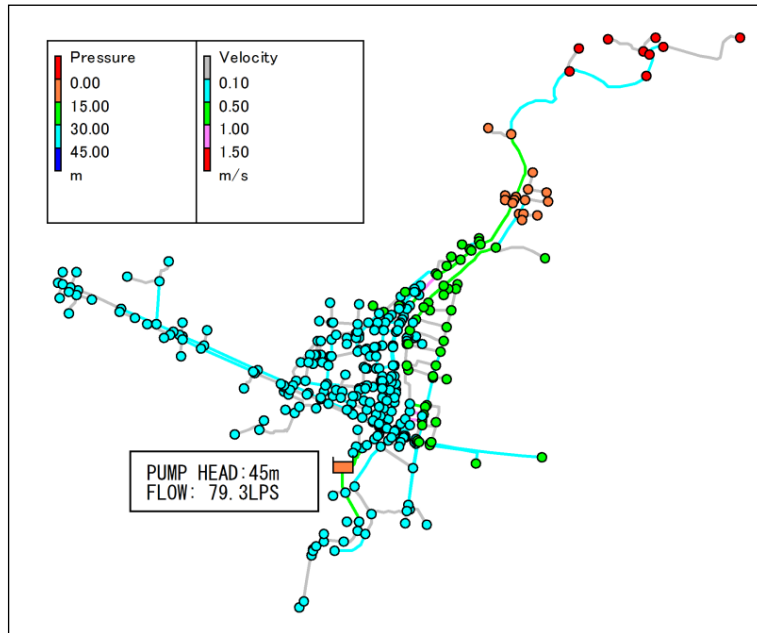 Pressure
0.00
15.00
30.00
45.00
m
Velocity
0.10
0.50
1.00
1.50
m/s
PUMP HEAD:45m
FLOW: 79.3LPS